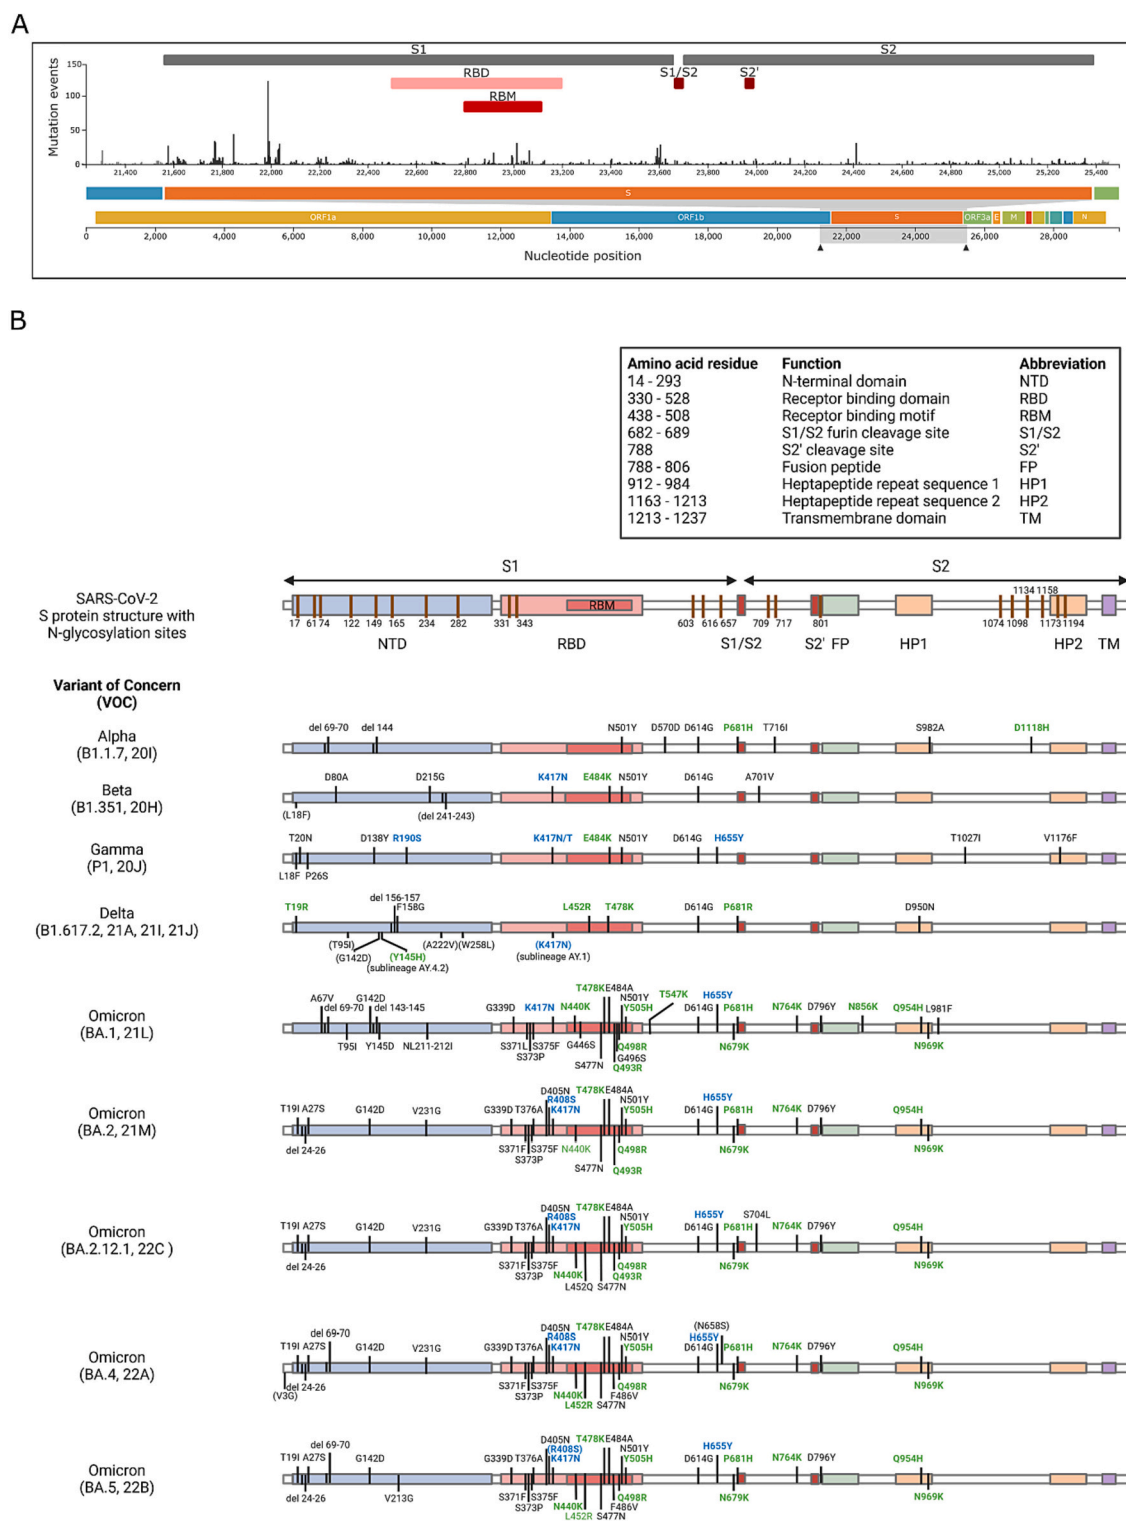 A
S1 S2
Mutation events
150
100
50
0
RBD S1/S2 S2'
RBM
21,400 21,600 21,800 22,000 22,200 22,400 22,600 22,800 23,000 23,200 23,400 23,600 23,800 24,000 24,200 24,400 24,600 24,800 25,000 25,200 25,400
S
ORF1a ORF1b S ORF3a E M N
0 2,000 4,000 6,000 8,000 10,000 12,000 14,000 16,000 18,000 20,000 22,000 24,000 26,000 28,000
Nucleotide position
B
Amino acid residue Function Abbreviation
14 - 293 N-terminal domain NTD
330 - 528 Receptor binding domain RBD
438 - 508 Receptor binding motif RBM
682 - 689 S1/S2 furin cleavage site S1/S2
788 S2' cleavage site S2'
788 - 806 Fusion peptide FP
912 - 984 Heptapeptide repeat sequence 1 HP1
1163 - 1213 Heptapeptide repeat sequence 2 HP2
1213 - 1237 Transmembrane domain TM
S1 S2
SARS-CoV-2
S protein structure with
N-glycosylation sites
1134 1158
RBM
17 61 74 122 149 165 234 282 331 343 603 616 657 709 717 801 1074 1098 1173 1194
NTD RBD S1/S2 S2' FP HP1 HP2 TM
Variant of Concern
(VOC)
Alpha
(B1.1.7, 20I)
del 69-70 del 144 N501Y D570D D614G P681H T716I S982A D1118H
Beta
(B1.351, 20H)
D80A D215G K417N E484K N501Y D614G A701V
(L18F) (del 241-243)
Gamma
(P1, 20J)
T20N D138Y R190S K417N/T E484K N501Y D614G H655Y T1027I V1176F
L18F P26S
Delta
(B1.617.2, 21A, 21I, 21J)
del 156-157
T19R F158G L452R T478K D614G P681R D950N
(T95I) (A222V) (W258L) (K417N)
(G142D) (Y145H) (sublineage AY.1)
(sublineage AY.4.2)
Omicron
(BA.1, 21L)
T478K E484A
A67V G142D N501Y T547K H655Y
del 69-70 del 143-145 G339D K417N N440K Y505H D614G P681H N764K D796Y N856K Q954H L981F
T95I Y145D NL211-212I S371L S375F G446S Q498R N679K N969K
S373P G496S
S477N Q493R
Omicron
(BA.2, 21M)
D405N T478K E484A
R408S N501Y H655Y
T19I A27S G142D V231G G339D T376A K417N Y505H D614G P681H N764K D796Y Q954H
del 24-26 S371F S375F N440K Q498R N679K N969K
S373P S477N Q493R
Omicron
(BA.2.12.1, 22C )
D405N T478K E484A
R408S N501Y H655Y S704L
T19I A27S G142D V231G G339D T376A K417N Y505H D614G P681H N764K D796Y Q954H
del 24-26 S371F S375F Q498R N679K N969K
S373P N440K Q493R
L452Q S477N
Omicron
(BA.4, 22A)
D405N T478K E484A (N658S)
del 69-70 R408S N501Y H655Y
T19I A27S G142D V231G G339D T376A K417N Y505H D614G P681H N764K D796Y Q954H
del 24-26 S371F S375F Q498R N679K N969K
(V3G) S373P N440K F486V
L452R S477N
Omicron
(BA.5, 22B)
D405N T478K E484A
del 69-70 (R408S) N501Y H655Y
T19I A27S G142D G339D T376A K417N Y505H D614G P681H N764K D796Y Q954H
del 24-26 V213G S371F S375F Q498R N679K N969K
S373P N440K F486V
L452R S477N